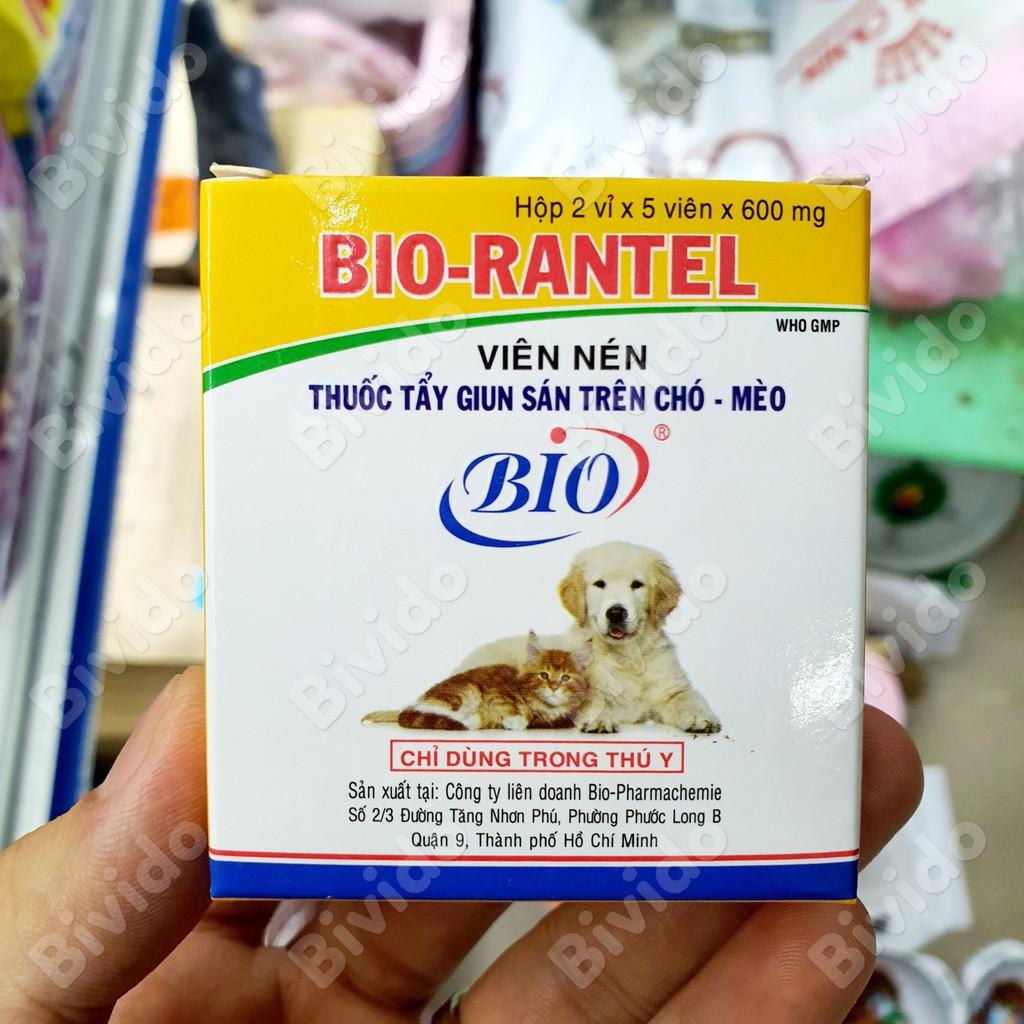 Hộp 2 vỉ x 5 viên x 600 mg
BIO-RANTEL
WHO GMP
VIÊN NÉN
THUỐC TẨY GIUN SÁN TRÊN CHÓ - MÈO
BIO®
CHỈ DÙNG TRONG THÚ Y
Sản xuất tại: Công ty liên doanh Bio-Pharmachemie
Số 2/3 Đường Tăng Nhơn Phú, Phường Phước Long B
Quận 9, Thành phố Hồ Chí Minh
Bivido